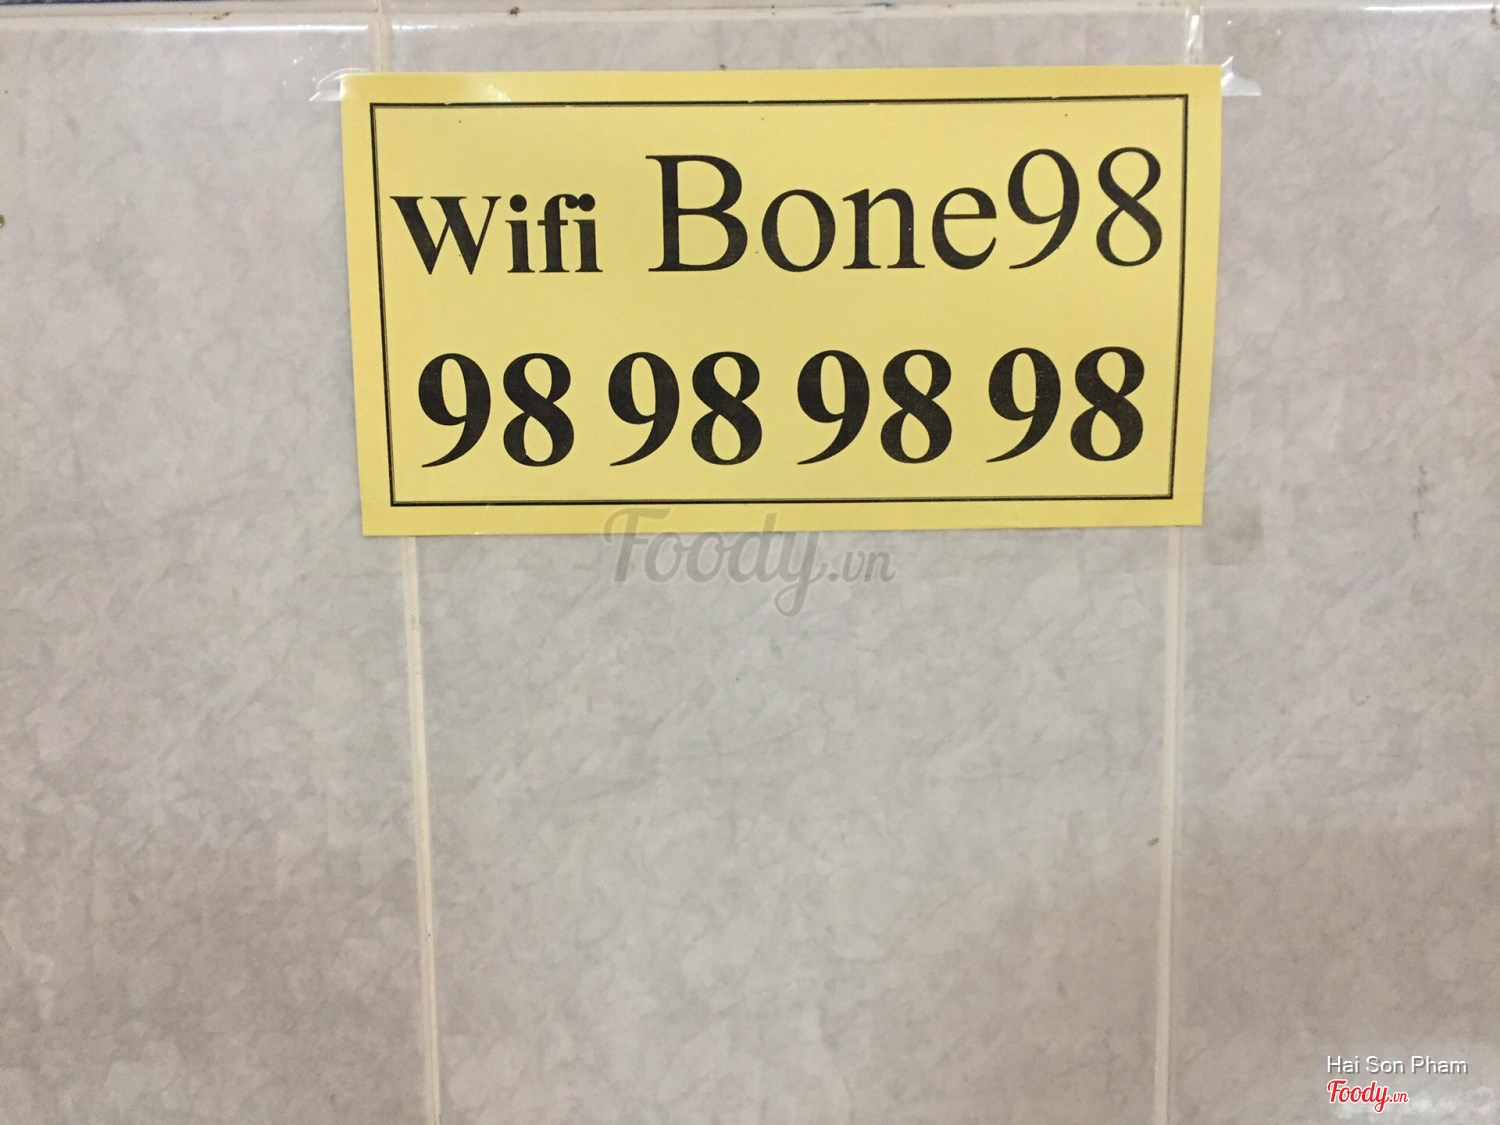 Wifi Bone98
98 98 98 98
Foody.vn
Hai Son Pham
Foody.vn